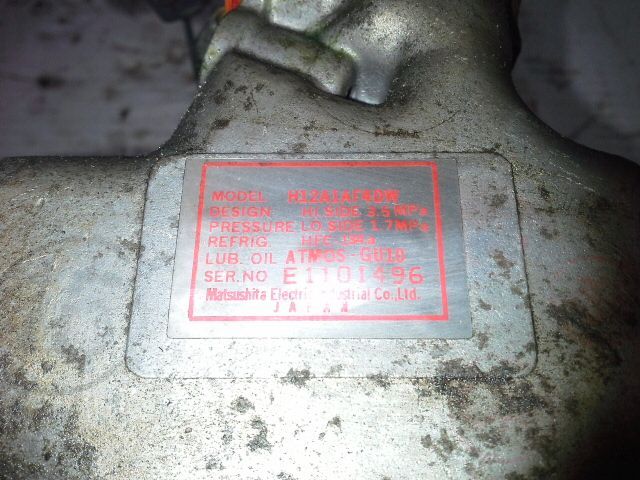 MODEL H12A1AF4DW
DESIGN HI.SIDE 3.5MPa
PRESSURE LO.SIDE 1.7MPa
REFRIG. HFC 134a
LUB. OIL ATMOS-GU10
SER.NO E1101496
Matsushita Electric Industrial Co.,Ltd.
JAPAN